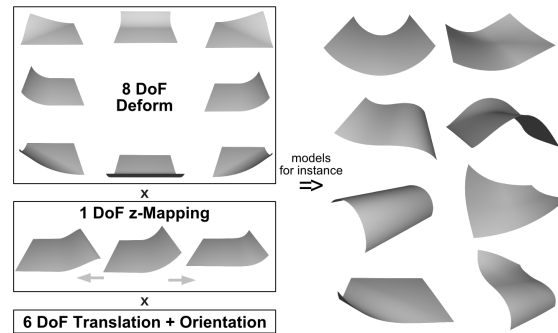 8 DoF
Deform
x
1 DoF z-Mapping
x
6 DoF Translation + Orientation
models
for instance
⇒